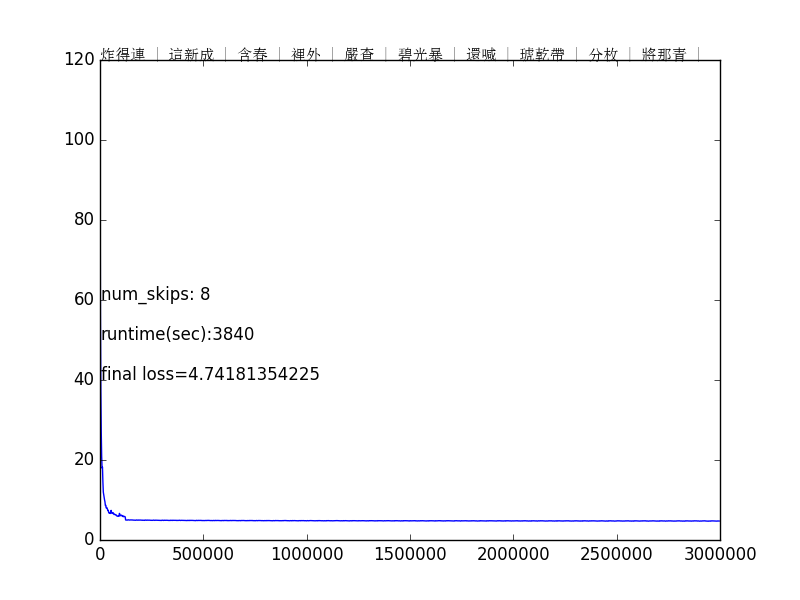 炸得連 | 這新成 | 含春 | 裡外 | 嚴查 | 碧光暴 | 還喊 | 琥乾帶 | 分枚 | 將那青 |
120
100
80
60
40
20
0
num_skips: 8
runtime(sec):3840
final loss=4.74181354225
0 500000 1000000 1500000 2000000 2500000 3000000